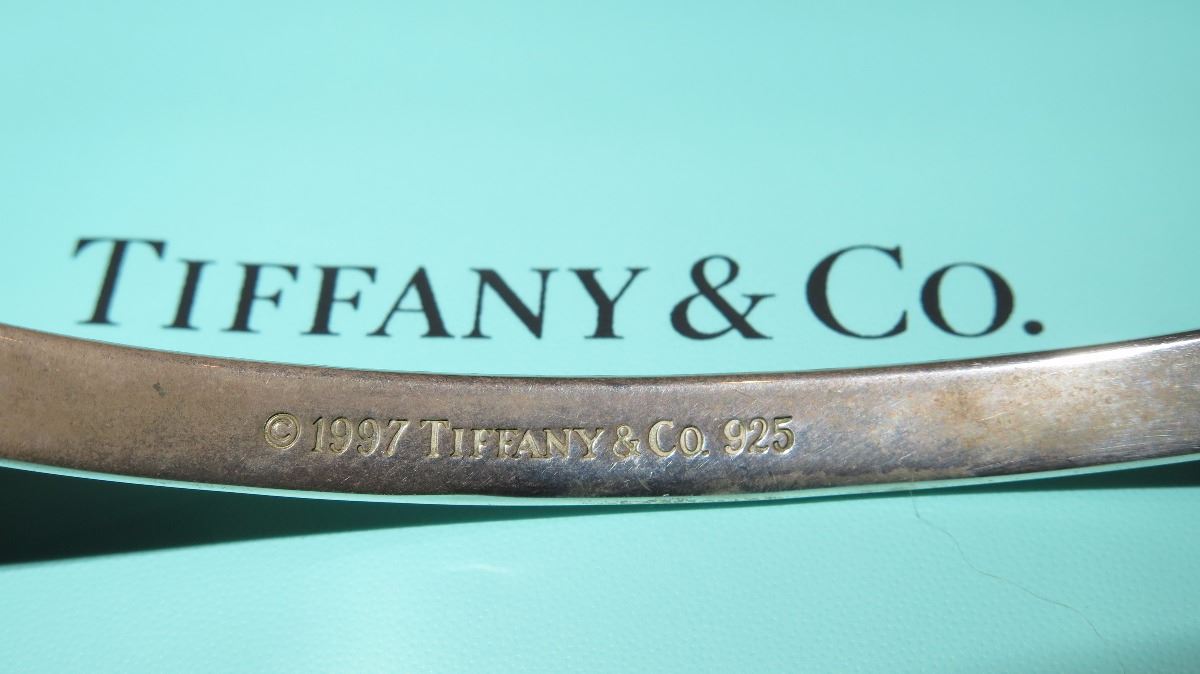 TIFFANY & CO.
© 1997 TIFFANY & CO. 925